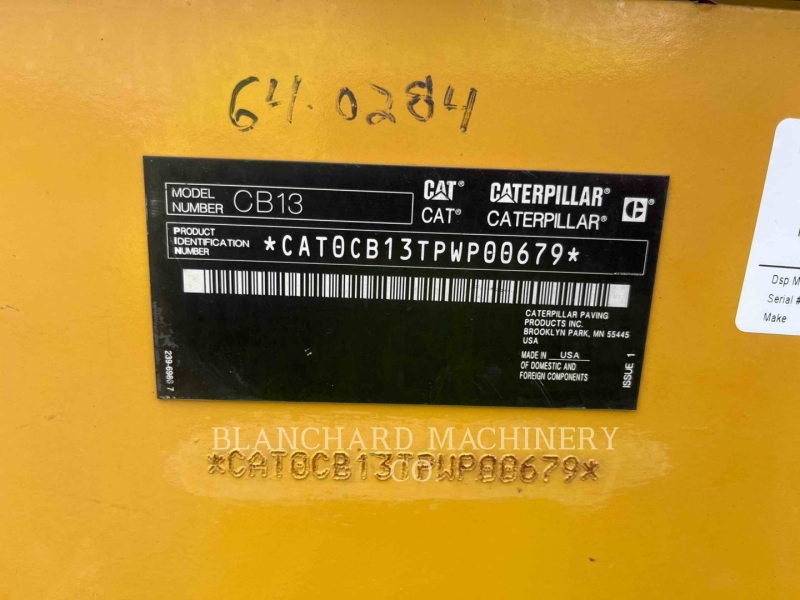 64.0284
MODEL NUMBER CB13
CAT® CATERPILLAR®
CAT® CATERPILLAR®
PRODUCT IDENTIFICATION NUMBER *CAT0CB13TPWP00679*
CATERPILLAR PAVING
PRODUCTS INC.
BROOKLYN PARK, MN 55445
USA
MADE IN USA
OF DOMESTIC AND
FOREIGN COMPONENTS
ISSUE 1
Dsp M
Serial #
Make
BLANCHARD MACHINERY
CO
*CAT0CB13TPWP00679*